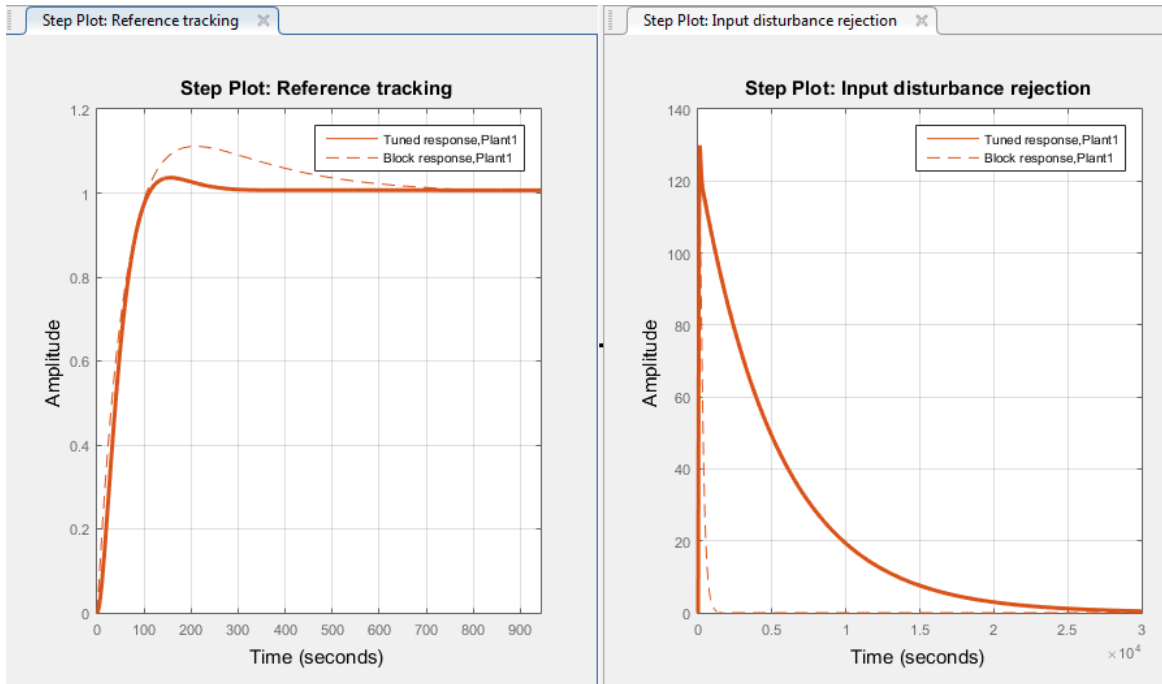 Step Plot: Reference tracking
Step Plot: Reference tracking
1.2
1
0.8
0.6
0.4
0.2
0
Amplitude
Tuned response,Plant1
Block response,Plant1
0 100 200 300 400 500 600 700 800 900
Time (seconds)
Step Plot: Input disturbance rejection
Step Plot: Input disturbance rejection
140
120
100
80
60
40
20
0
Amplitude
Tuned response,Plant1
Block response,Plant1
0 0.5 1 1.5 2 2.5 3
×10⁴
Time (seconds)